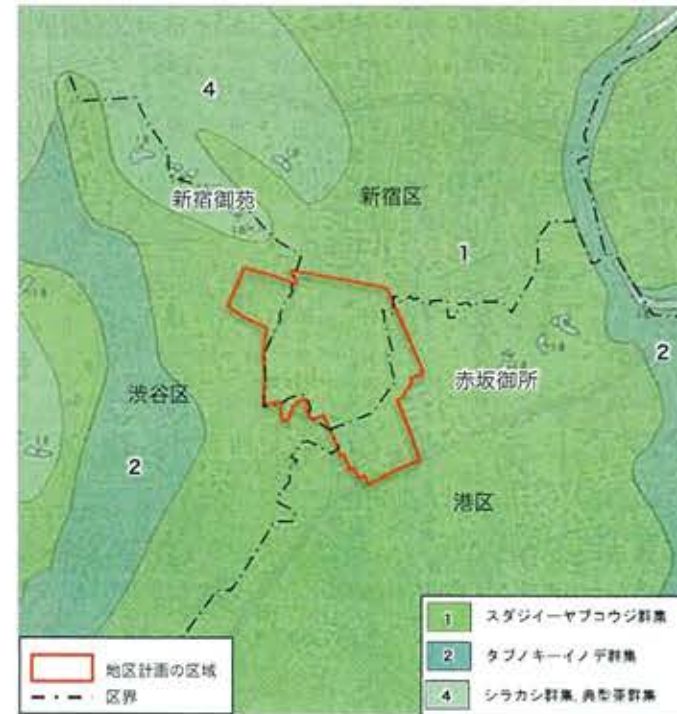 4
新宿御苑
新宿区
1
赤坂御所
2
渋谷区
2
港区
地区計画の区域
区界
1 スダジイーヤブコウジ群集
2 タブノキーイノデ群集
4 シラカシ群集, 典型亜群集